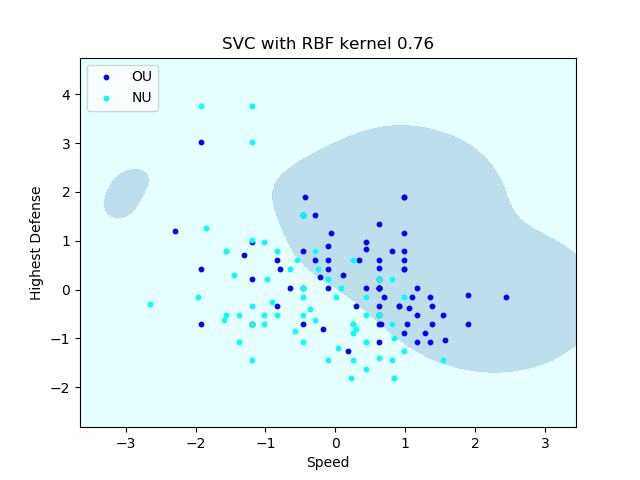 SVC with RBF kernel 0.76
OU
NU
Highest Defense
4
3
2
1
0
−1
−2
−3 −2 −1 0 1 2 3
Speed